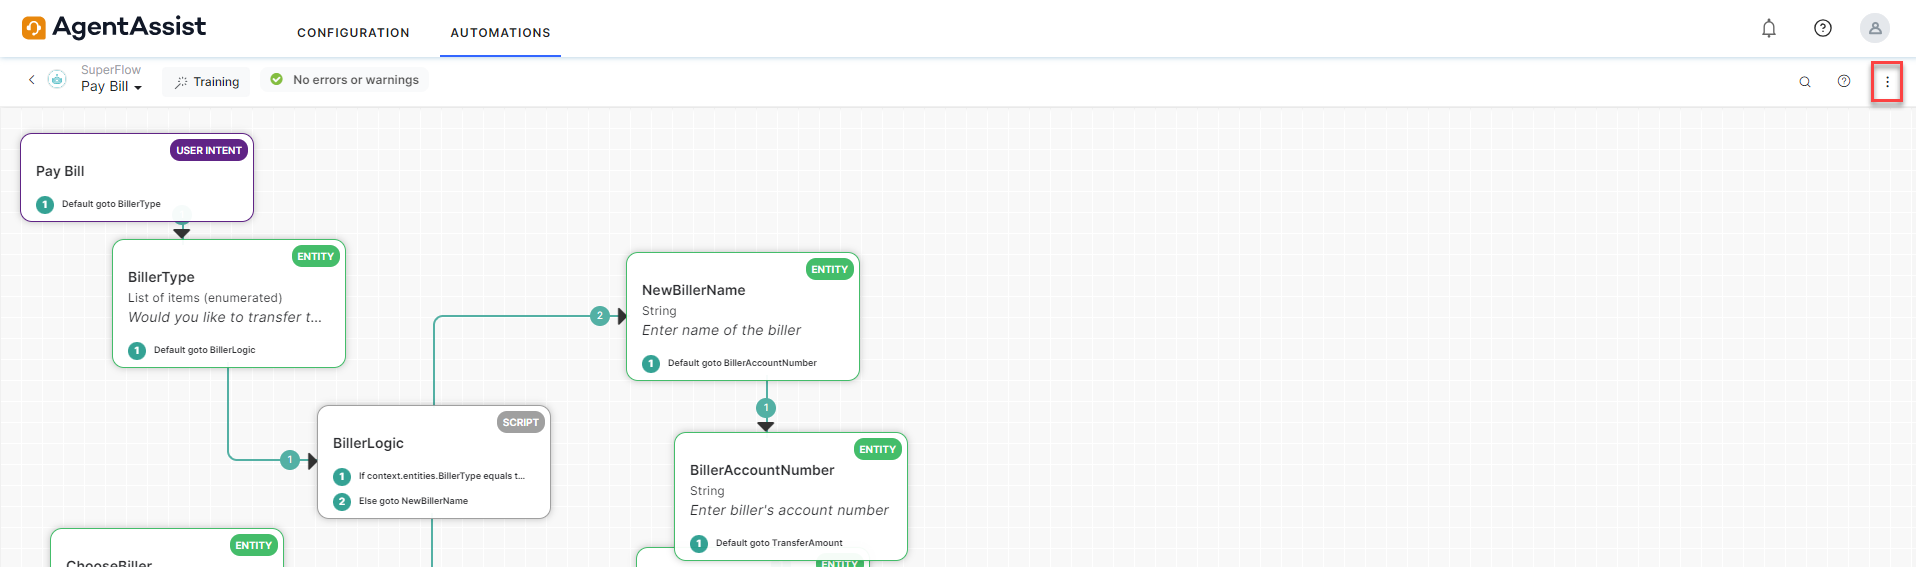 AgentAssist
CONFIGURATION
AUTOMATIONS
SuperFlow
Pay Bill
Training
No errors or warnings
USER INTENT
Pay Bill
1 Default goto BillerType
ENTITY
BillerType
List of items (enumerated)
Would you like to transfer t...
1 Default goto BillerLogic
ENTITY
NewBillerName
String
Enter name of the biller
1 Default goto BillerAccountNumber
2
1
1
SCRIPT
BillerLogic
1 If context.entities.BillerType equals t...
2 Else goto NewBillerName
ENTITY
BillerAccountNumber
String
Enter biller's account number
1 Default goto TransferAmount
ENTITY
ChooseBiller
ENTITY